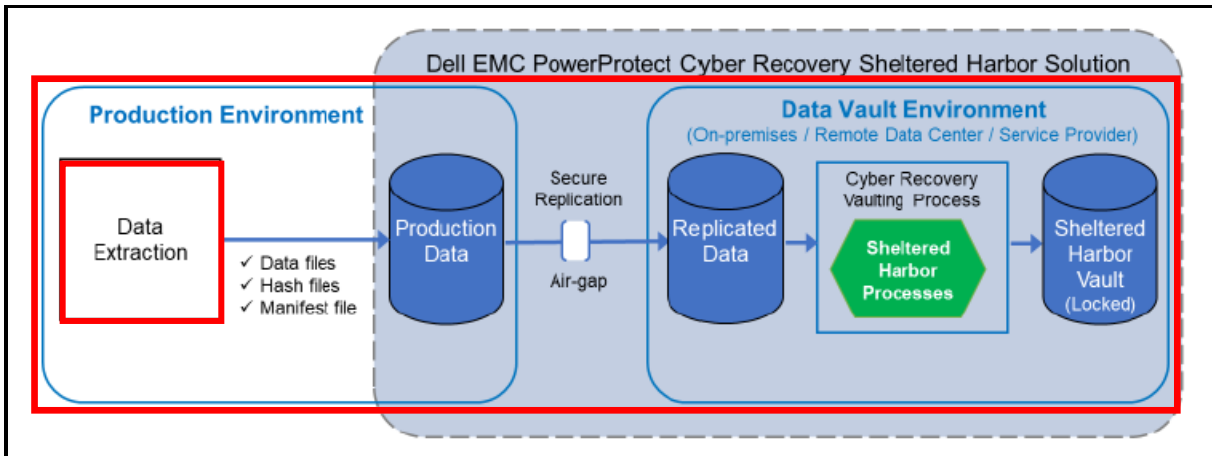 Dell EMC PowerProtect Cyber Recovery Sheltered Harbor Solution
Production Environment
Data
Extraction
✓ Data files
✓ Hash files
✓ Manifest file
Production
Data
Secure
Replication
Air-gap
Data Vault Environment
(On-premises / Remote Data Center / Service Provider)
Replicated
Data
Cyber Recovery
Vaulting Process
Sheltered
Harbor
Processes
Sheltered
Harbor
Vault
(Locked)